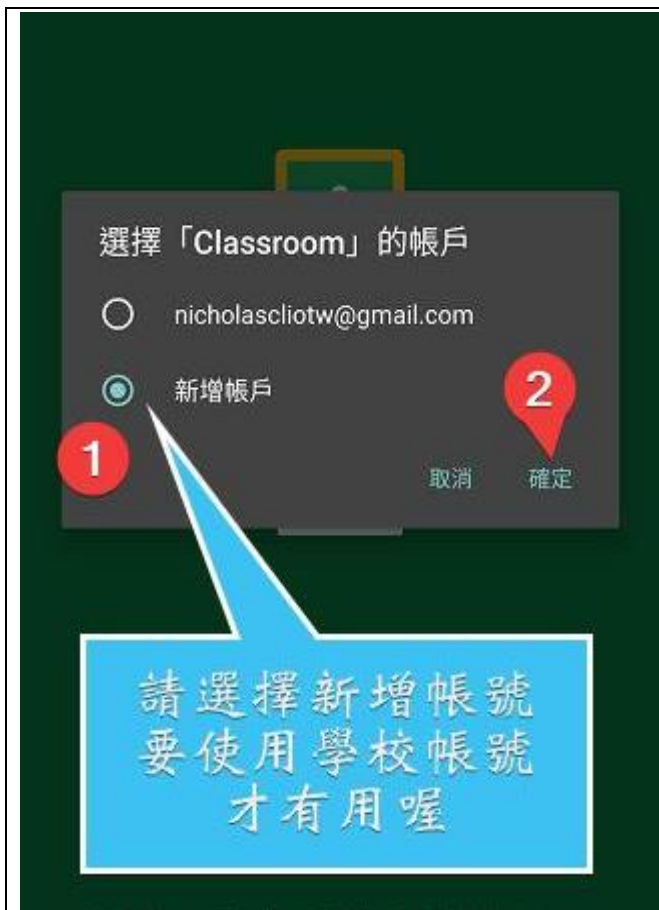 選擇「Classroom」的帳戶
nicholascliotw@gmail.com
新增帳戶
2
1
取消 確定
請選擇新增帳號
要使用學校帳號
才有用喔